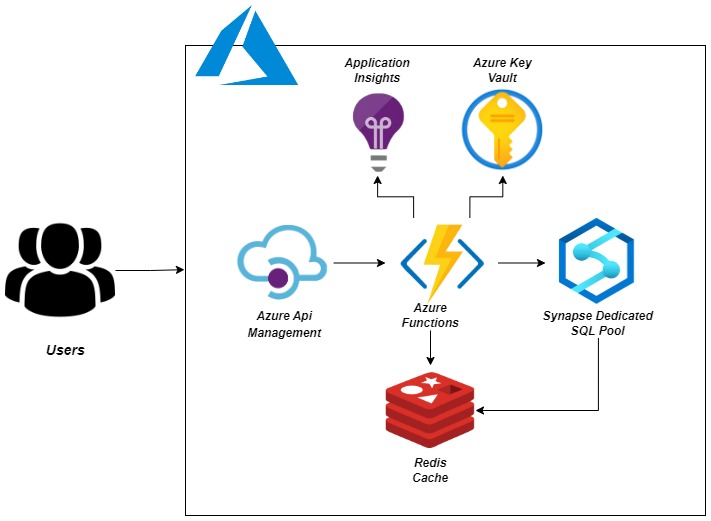 Application
Insights
Azure Key
Vault
Users
Azure Api
Management
Azure
Functions
Synapse Dedicated
SQL Pool
Redis
Cache